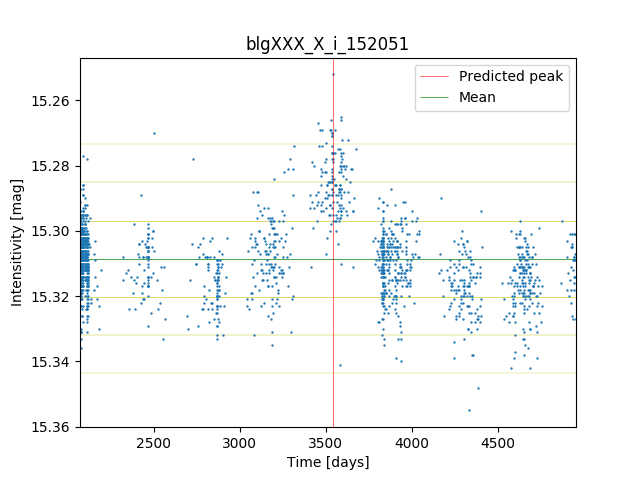 blgXXX_X_i_152051
Predicted peak
Mean
Intensitivity [mag]
15.26
15.28
15.30
15.32
15.34
15.36
2500
3000
3500
4000
4500
Time [days]